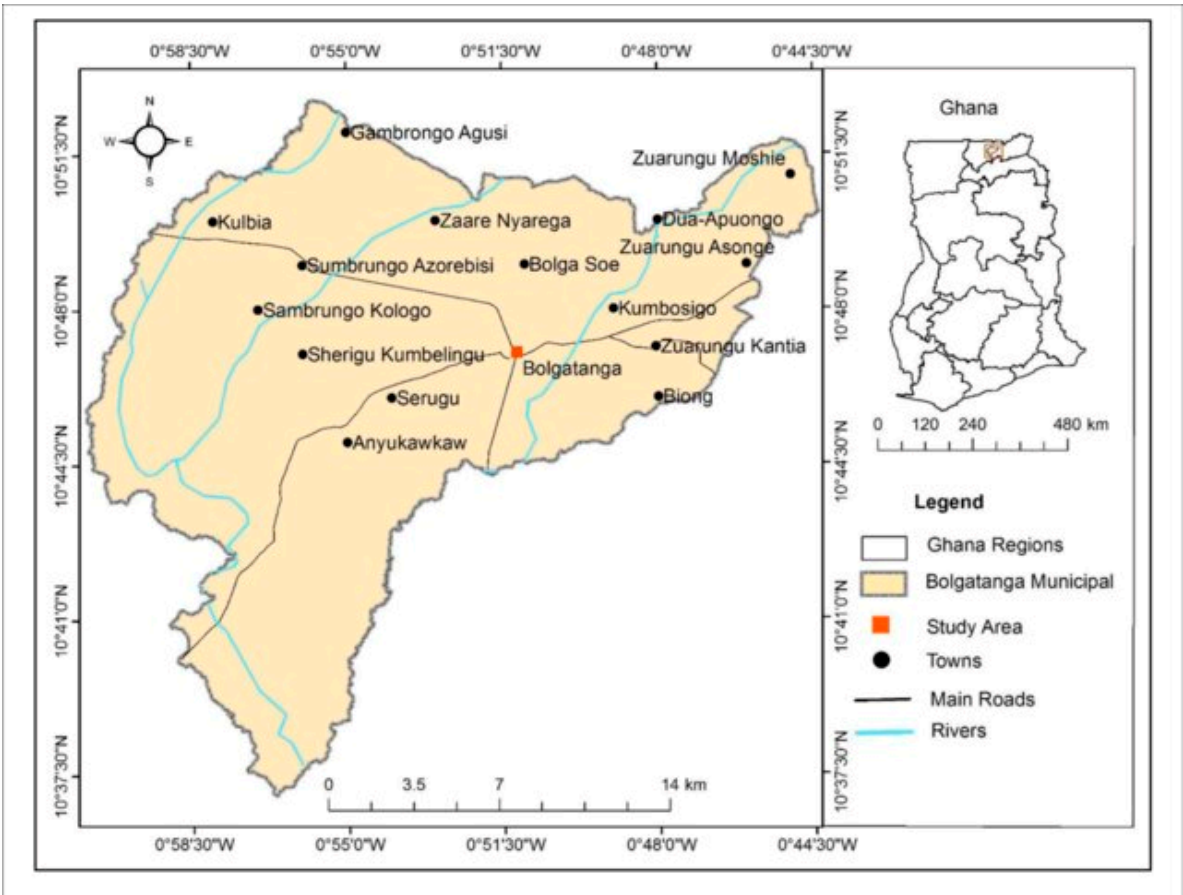 0°58'30"W 0°55'0"W 0°51'30"W 0°48'0"W 0°44'30"W
N
W E
S
10°51'30"N
10°48'0"N
10°44'30"N
10°41'0"N
10°37'30"N
Gambrongo Agusi
Zuarungu Moshie
Kulbia
Zaare Nyarega
Dua-Apuongo
Zuarungu Asonge
Sumbrungo Azorebisi
Bolga Soe
Sambrungo Kologo
Kumbosigo
Sherigu Kumbelingu
Zuarungu Kantia
Bolgatanga
Serugu
Biong
Anyukawkaw
0 3.5 7 14 km
0°58'30"W 0°55'0"W 0°51'30"W 0°48'0"W 0°44'30"W
10°51'30"N
10°48'0"N
10°44'30"N
10°41'0"N
10°37'30"N
Ghana
0 120 240 480 km
Legend
Ghana Regions
Bolgatanga Municipal
Study Area
Towns
Main Roads
Rivers